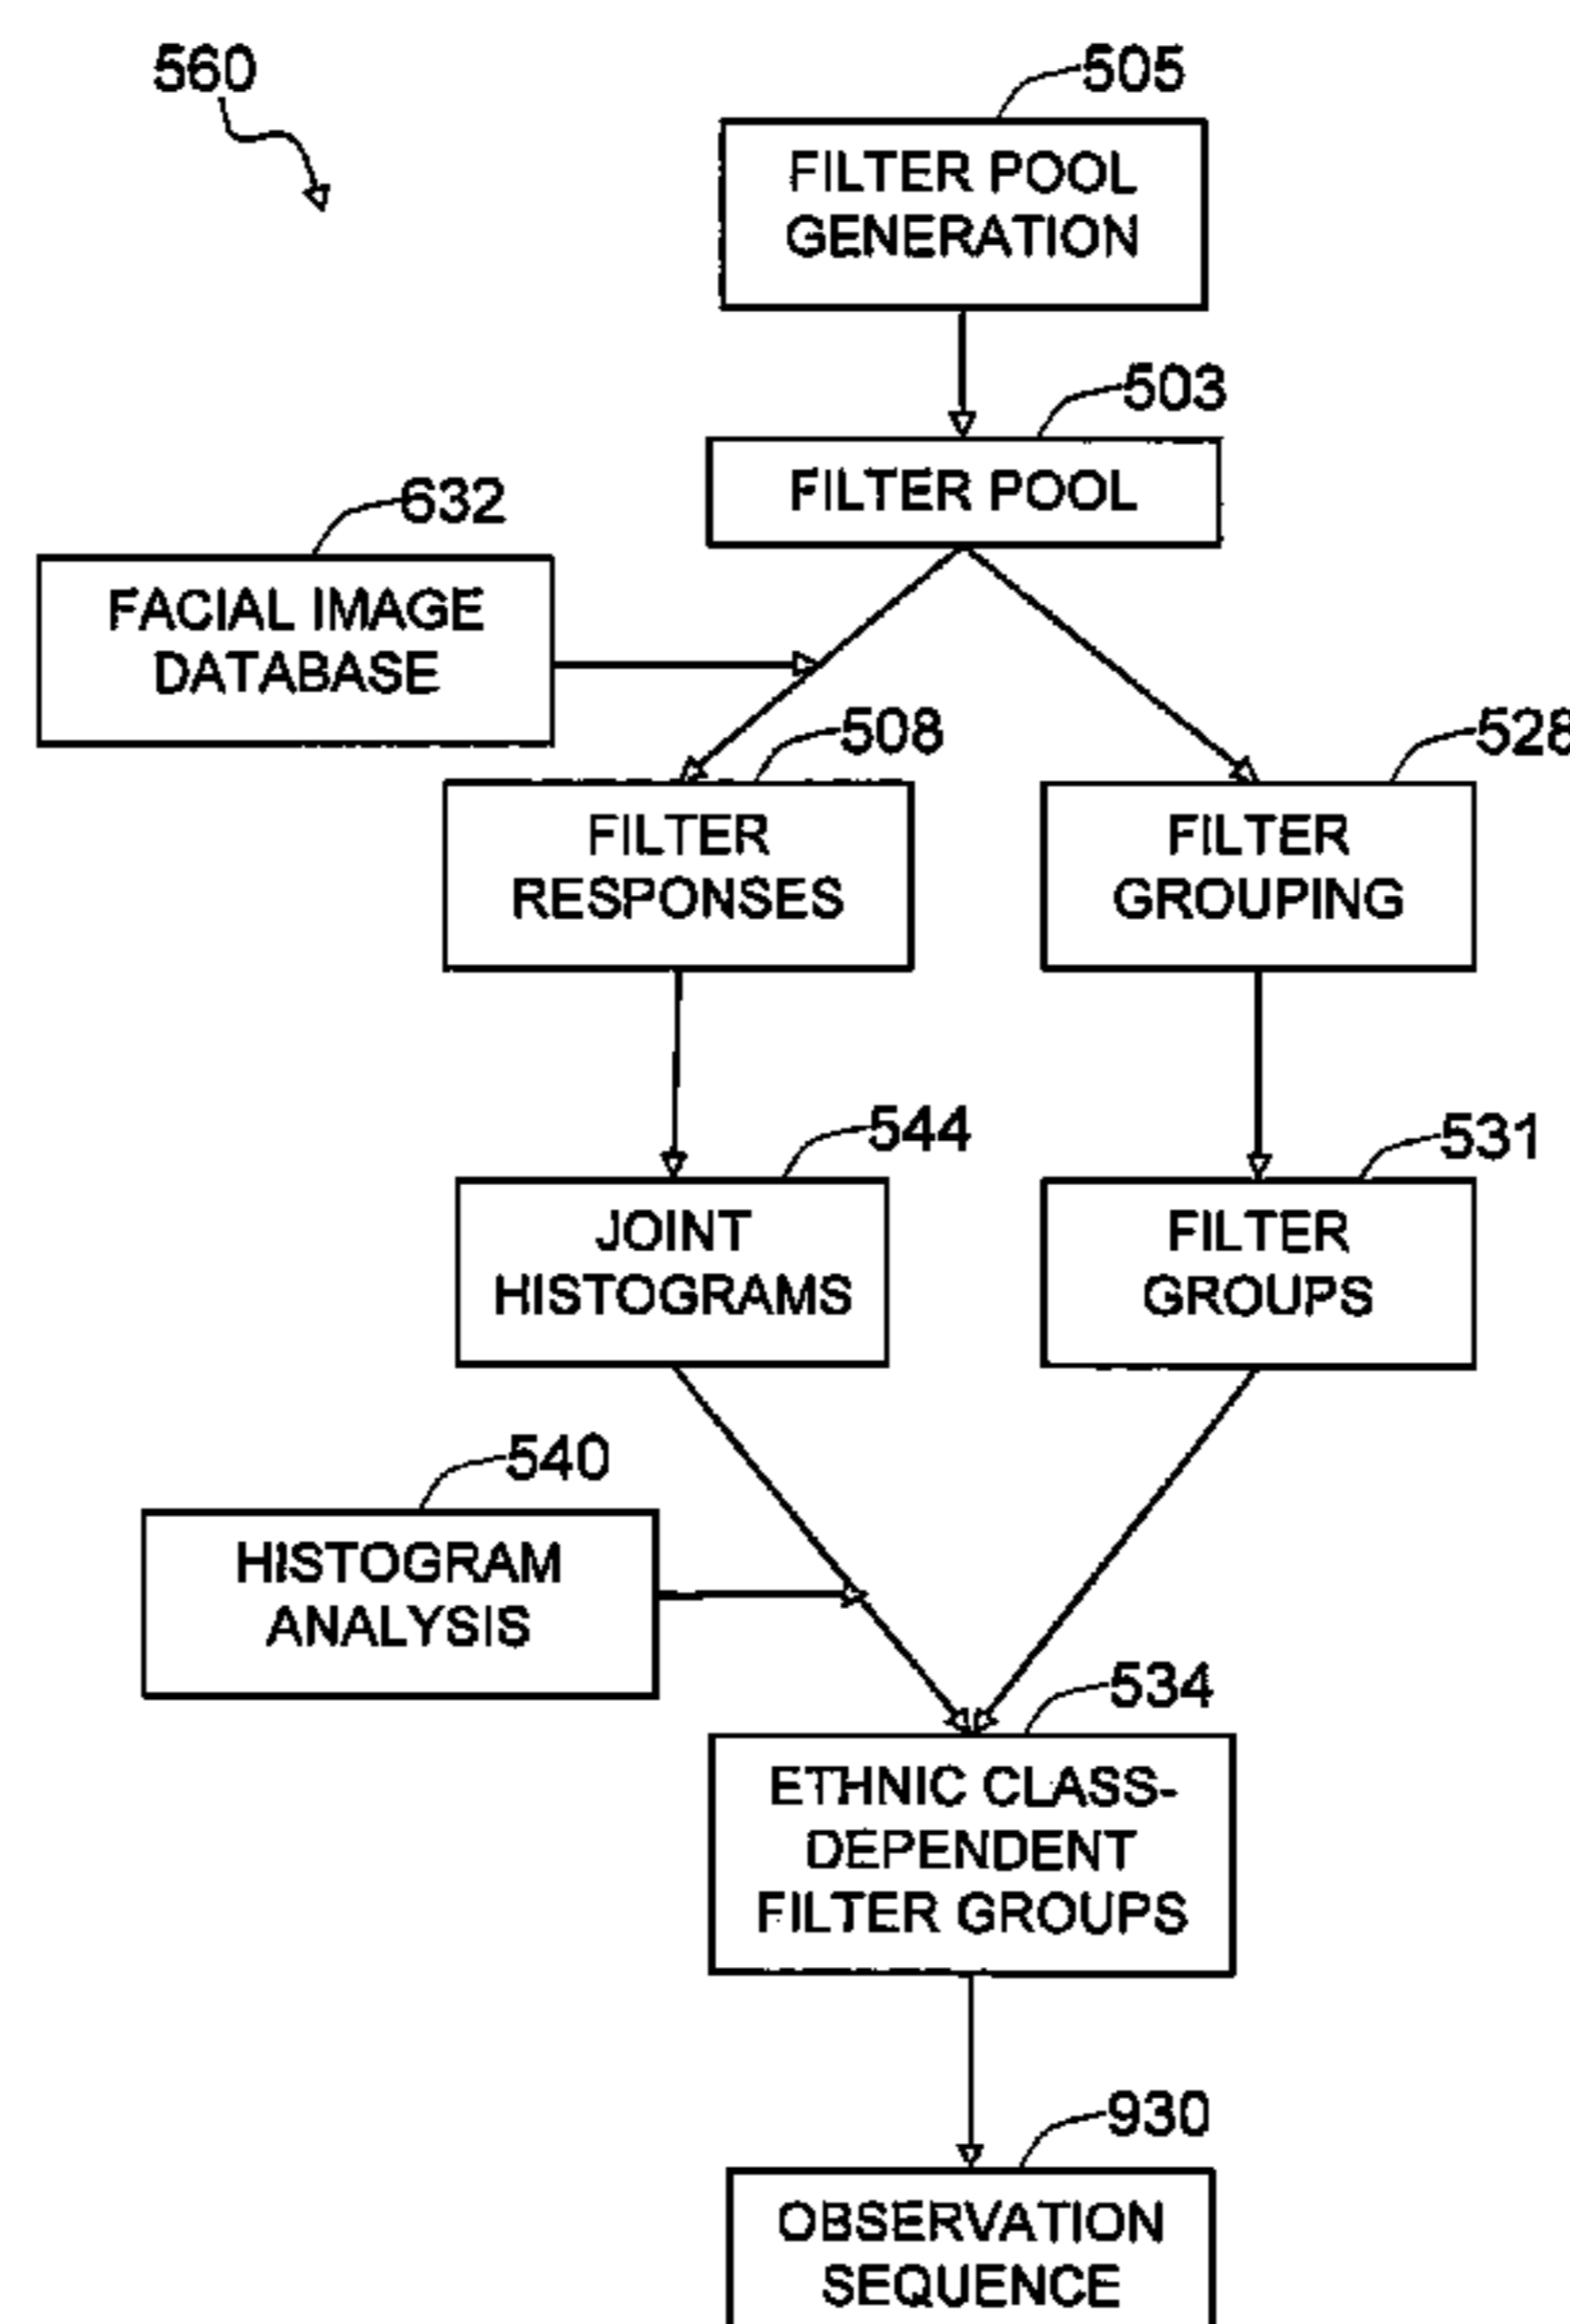 560
505
FILTER POOL
GENERATION
503
FILTER POOL
632
FACIAL IMAGE
DATABASE
508
FILTER
RESPONSES
528
FILTER
GROUPING
544
JOINT
HISTOGRAMS
531
FILTER
GROUPS
540
HISTOGRAM
ANALYSIS
534
ETHNIC CLASS-
DEPENDENT
FILTER GROUPS
930
OBSERVATION
SEQUENCE